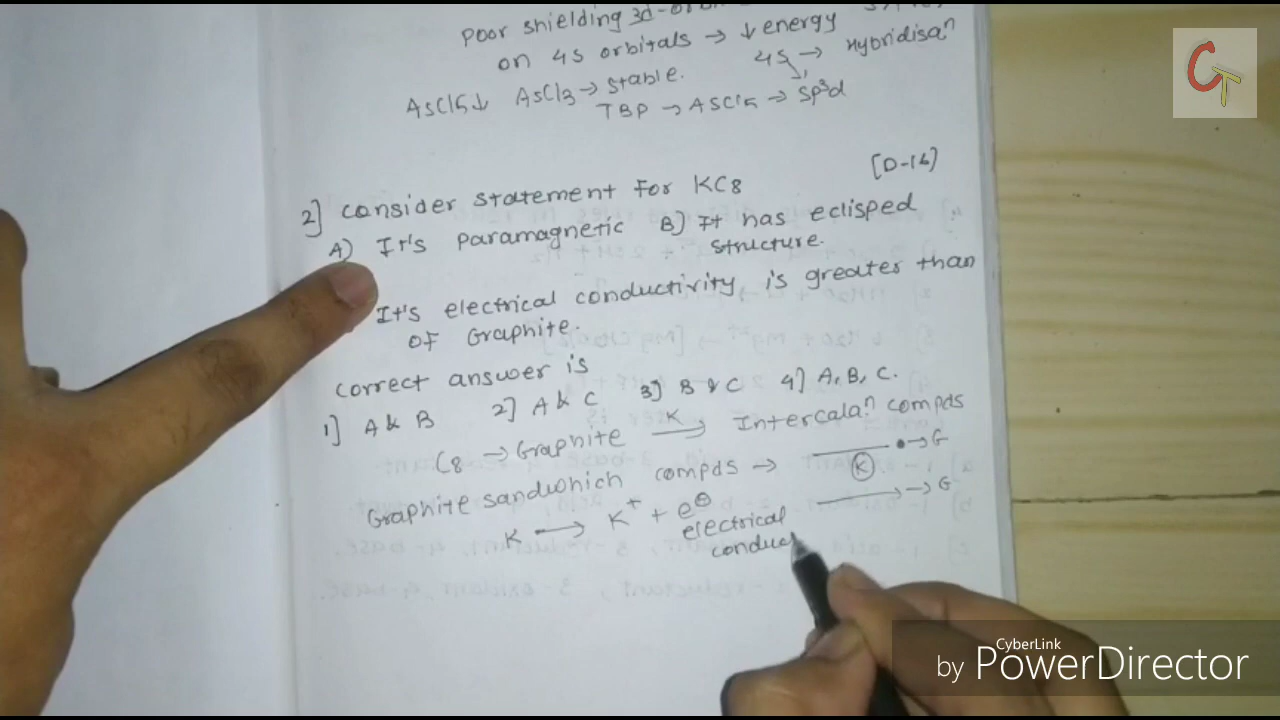 Poor shielding 3d-
on 4s orbitals → ↓ energy
4s → Hybridisaⁿ
AsCl5↓ AsCl3 → stable.
TBP → ASCl5 → sp³d
[D-16]
2] consider statement for KC8
A) It's paramagnetic B) It has eclisped
structure.
It's electrical conductivity is greater than
OF Graphite.
correct answer is
1] A & B 2] A & C 3] B & C 4] A, B, C.
C8 → Graphite K→ Intercalaⁿ compds
Graphite sandwhich compds → •→ G
K
→ G
K → K⁺ + e⊖
electrical
conduc
CT
CyberLink
by PowerDirector